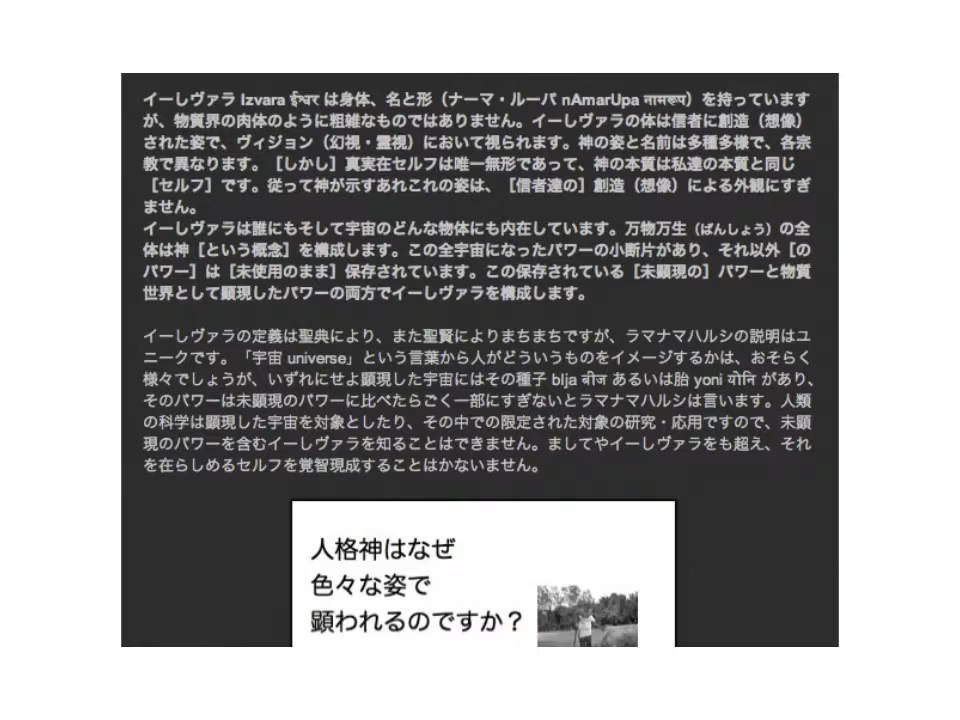 イーしヴァラ Izvara ईश्वर は身体、名と形（ナーマ・ルーパ nAmarUpa नामरूप）を持っています
が、物質界の肉体のように粗雑なものではありません。イーしヴァラの体は信者に創造（想像）
された姿で、ヴィジョン（幻視・霊視）において視られます。神の姿と名前は多種多様で、各宗
教で異なります。［しかし］真実在セルフは唯一無形であって、神の本質は私達の本質と同じ
［セルフ］です。従って神が示すあれこれの姿は、［信者達の］創造（想像）による外観にすぎ
ません。
イーしヴァラは誰にもそして宇宙のどんな物体にも内在しています。万物万生（ばんしょう）の全
体は神［という概念］を構成します。この全宇宙になったパワーの小断片があり、それ以外［の
パワー］は［未使用のまま］保存されています。この保存されている［未顕現の］パワーと物質
世界として顕現したパワーの両方でイーしヴァラを構成します。
イーしヴァラの定義は聖典により、また聖賢によりまちまちですが、ラマナマハルシの説明はユ
ニークです。「宇宙 universe」という言葉から人がどういうものをイメージするかは、おそらく
様々でしょうが、いずれにせよ顕現した宇宙にはその種子 bIja बीज あるいは胎 yoni योनि があり、
そのパワーは未顕現のパワーに比べたらごく一部にすぎないとラマナマハルシは言います。人類
の科学は顕現した宇宙を対象としたり、その中での限定された対象の研究・応用ですので、未顕
現のパワーを含むイーしヴァラを知ることはできません。ましてやイーしヴァラをも超え、それ
を在らしめるセルフを覚智現成することはかないません。
人格神はなぜ
色々な姿で
顕われるのですか？